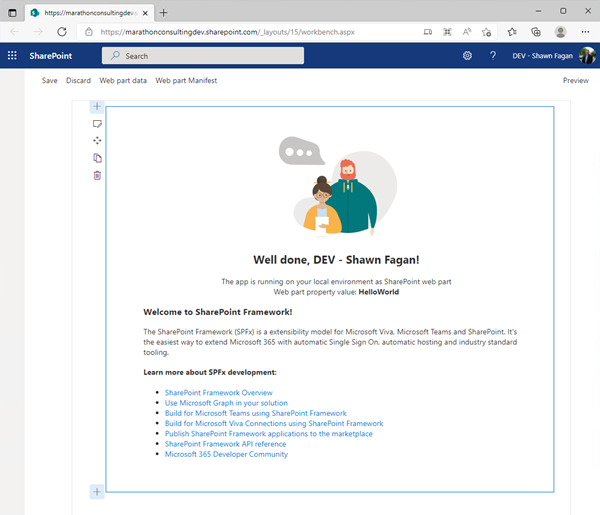 https://marathonconsultingdev.s
https://marathonconsultingdev.sharepoint.com/_layouts/15/workbench.aspx
SharePoint
Search
DEV - Shawn Fagan
Save Discard Web part data Web part Manifest Preview
Well done, DEV - Shawn Fagan!
The app is running on your local environment as SharePoint web part
Web part property value: HelloWorld
Welcome to SharePoint Framework!
The SharePoint Framework (SPFx) is a extensibility model for Microsoft Viva, Microsoft Teams and SharePoint. It's
the easiest way to extend Microsoft 365 with automatic Single Sign On, automatic hosting and industry standard
tooling.
Learn more about SPFx development:
SharePoint Framework Overview
Use Microsoft Graph in your solution
Build for Microsoft Teams using SharePoint Framework
Build for Microsoft Viva Connections using SharePoint Framework
Publish SharePoint Framework applications to the marketplace
SharePoint Framework API reference
Microsoft 365 Developer Community